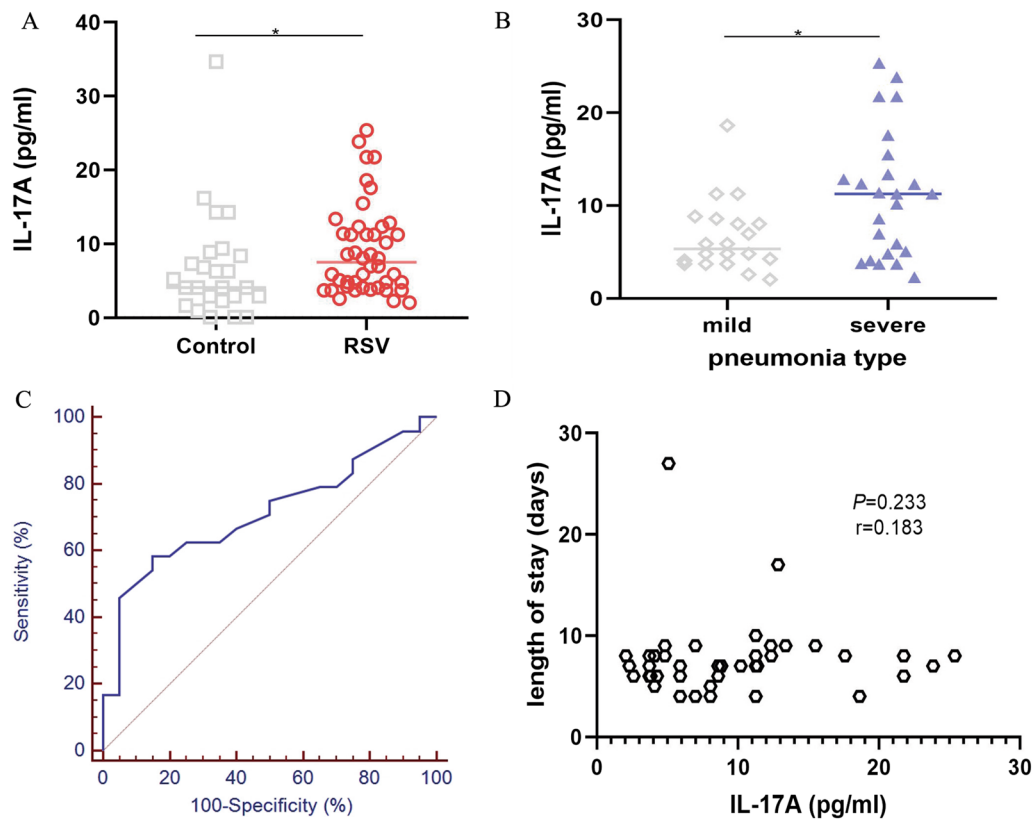 A
*
IL-17A (pg/ml)
40
30
20
10
0
Control
RSV
B
*
IL-17A (pg/ml)
30
20
10
0
mild
severe
pneumonia type
C
Sensitivity (%)
100
80
60
40
20
0
0 20 40 60 80 100
100-Specificity (%)
D
length of stay (days)
30
20
10
0
P=0.233
r=0.183
0 10 20 30
IL-17A (pg/ml)